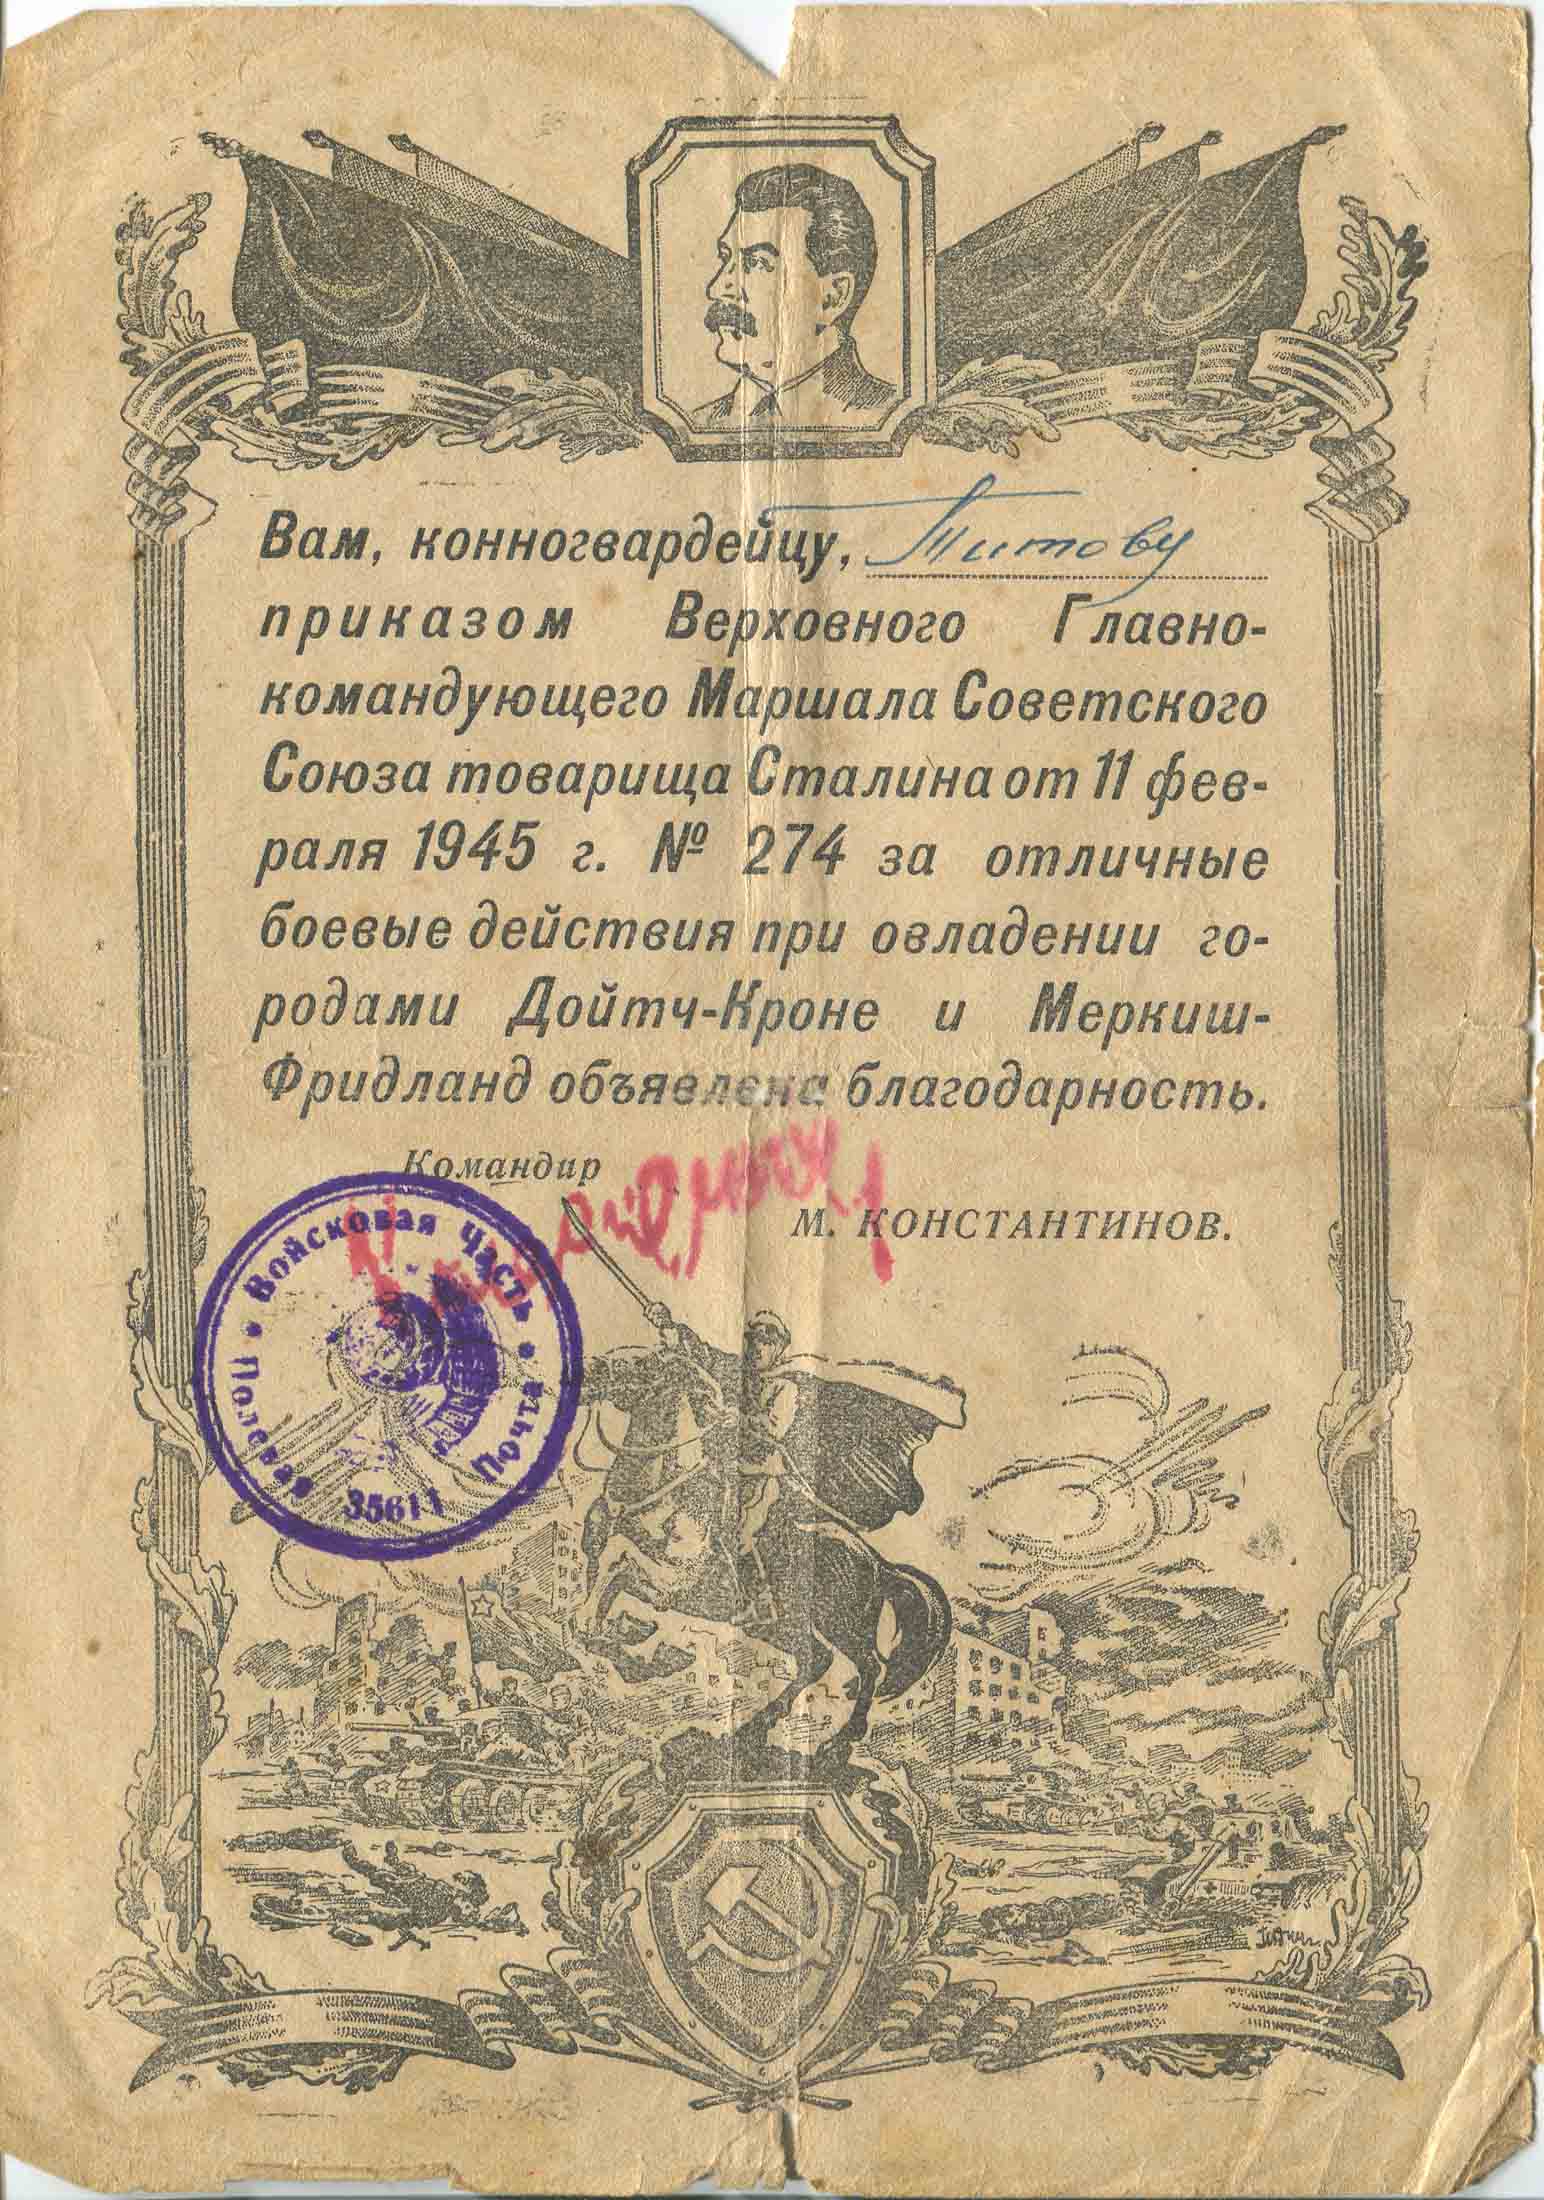 Вам, конногвардейцу, Титову
приказом Верховного Главно-
командующего Маршала Советского
Союза товарища Сталина от 11 фев-
раля 1945 г. № 274 за отличные
боевые действия при овладении го-
родами Дойтч-Кроне и Меркиш-
Фридланд объявлена благодарность.
Командир
М. КОНСТАНТИНОВ.
Войсковая часть
Полевая Почта
35611